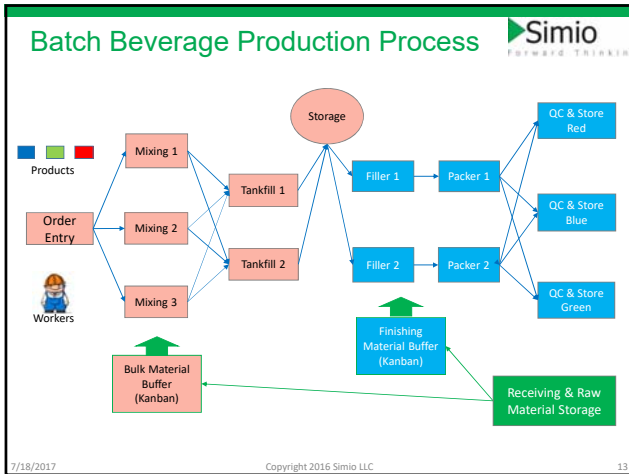 Batch Beverage Production Process
Simio
Forward Thinkin
Storage
QC & Store
Red
Mixing 1
Products
Tankfill 1
Filler 1
Packer 1
Order
Entry
Mixing 2
QC & Store
Blue
Tankfill 2
Filler 2
Packer 2
Mixing 3
QC & Store
Green
Workers
Finishing
Material Buffer
(Kanban)
Bulk Material
Buffer
(Kanban)
Receiving & Raw
Material Storage
7/18/2017
Copyright 2016 Simio LLC
13